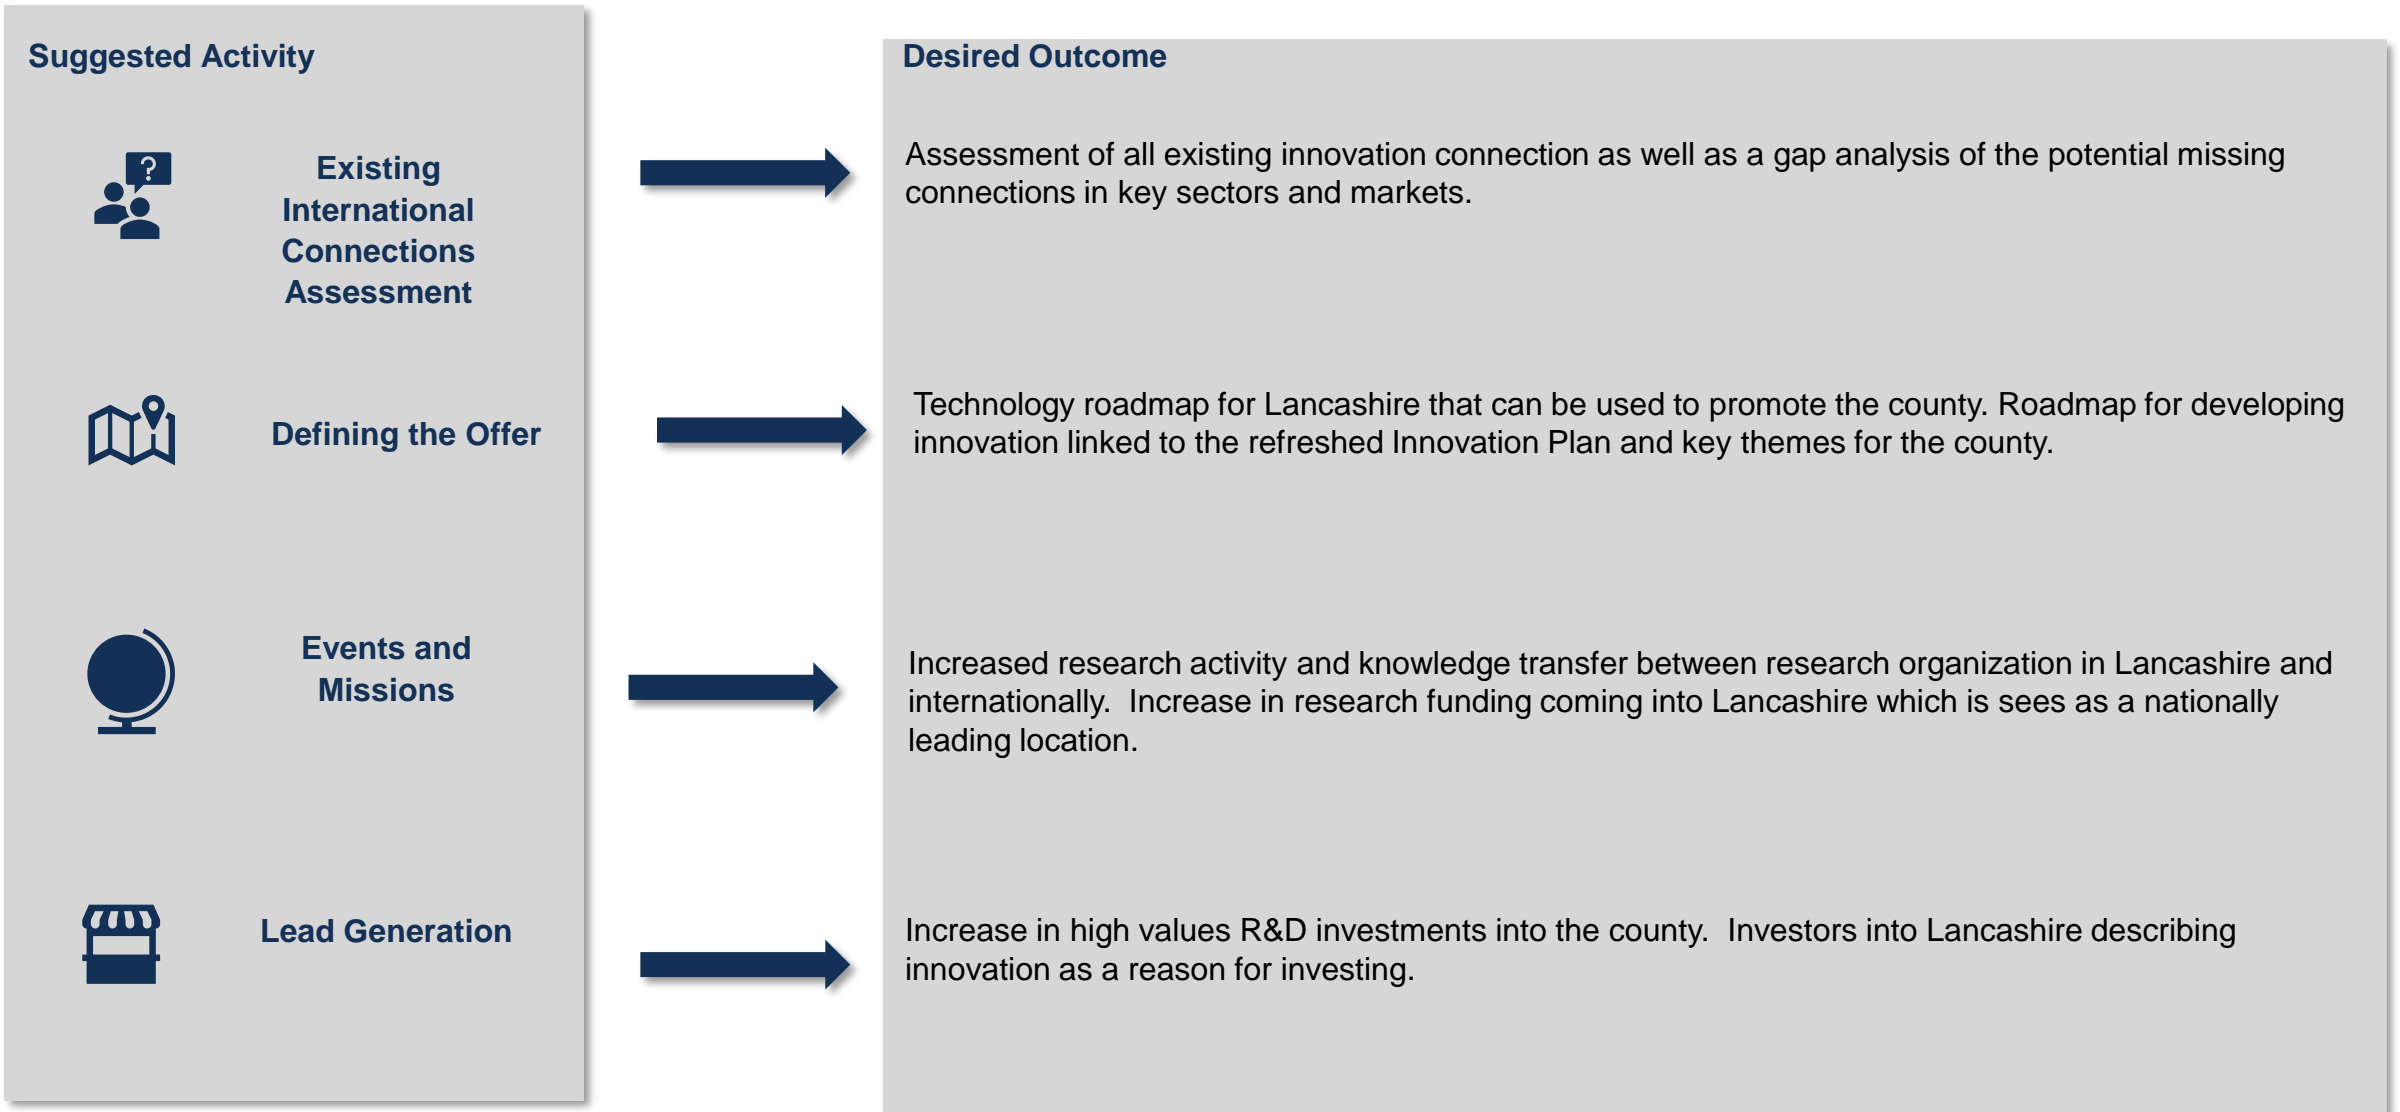 Suggested Activity
Desired Outcome
?
Existing
International
Connections
Assessment
Assessment of all existing innovation connection as well as a gap analysis of the potential missing
connections in key sectors and markets.
Defining the Offer
Technology roadmap for Lancashire that can be used to promote the county. Roadmap for developing
innovation linked to the refreshed Innovation Plan and key themes for the county.
Events and
Missions
Increased research activity and knowledge transfer between research organization in Lancashire and
internationally.  Increase in research funding coming into Lancashire which is sees as a nationally
leading location.
Lead Generation
Increase in high values R&D investments into the county.  Investors into Lancashire describing
innovation as a reason for investing.